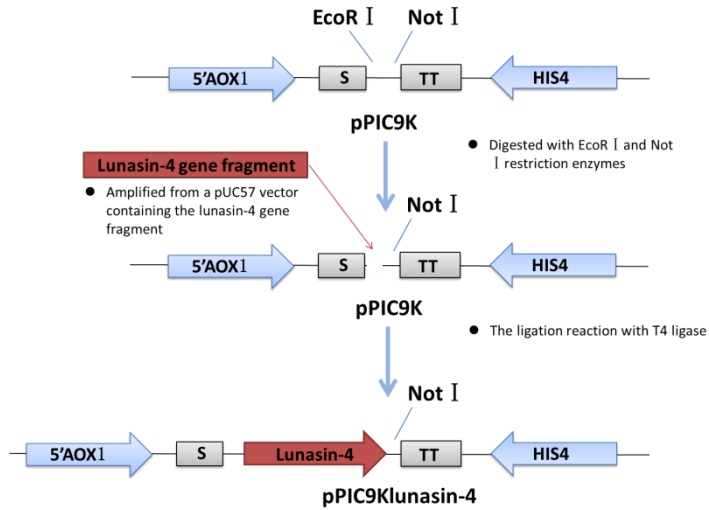 EcoR Ⅰ Not Ⅰ
5'AOX1 S TT HIS4
pPIC9K
● Digested with EcoR Ⅰ and Not
Ⅰ restriction enzymes
Lunasin-4 gene fragment
● Amplified from a pUC57 vector
containing the lunasin-4 gene
fragment
Not Ⅰ
5'AOX1 S TT HIS4
pPIC9K
● The ligation reaction with T4 ligase
Not Ⅰ
5'AOX1 S Lunasin-4 TT HIS4
pPIC9Klunasin-4